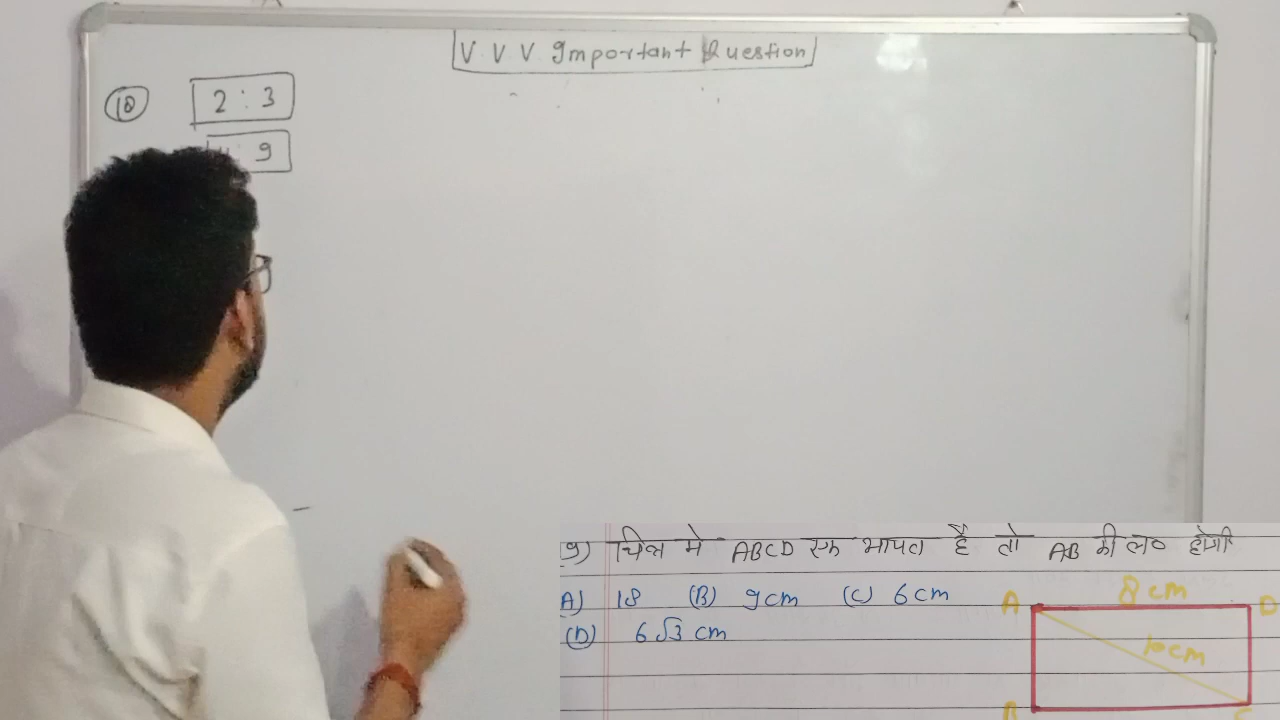 V V V Important Question
10 2 : 3
9
9) चित्र मे ABCD एक आयत है तो AB की ल० होगी
A) 18 (B) 9cm (C) 6cm
(D) 6√3 cm
A 8cm D
10cm
B C